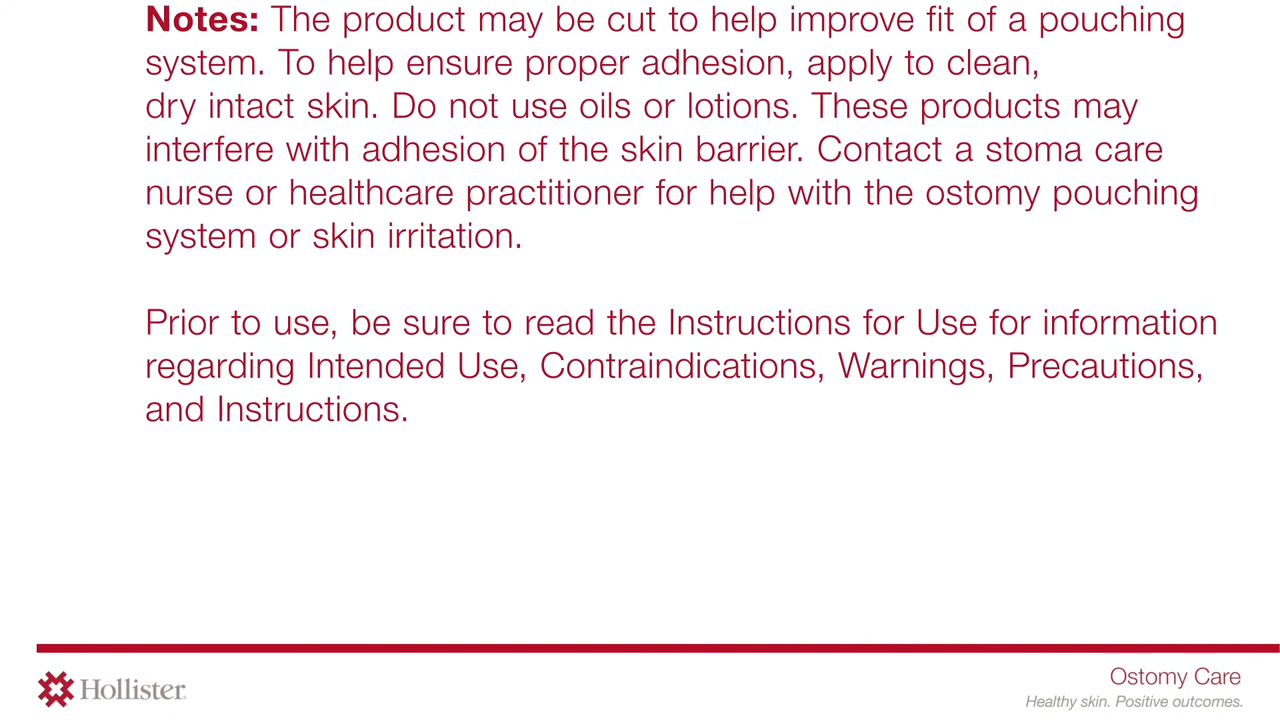 Notes: The product may be cut to help improve fit of a pouching
system. To help ensure proper adhesion, apply to clean,
dry intact skin. Do not use oils or lotions. These products may
interfere with adhesion of the skin barrier. Contact a stoma care
nurse or healthcare practitioner for help with the ostomy pouching
system or skin irritation.
Prior to use, be sure to read the Instructions for Use for information
regarding Intended Use, Contraindications, Warnings, Precautions,
and Instructions.
Hollister®
Ostomy Care
Healthy skin. Positive outcomes.